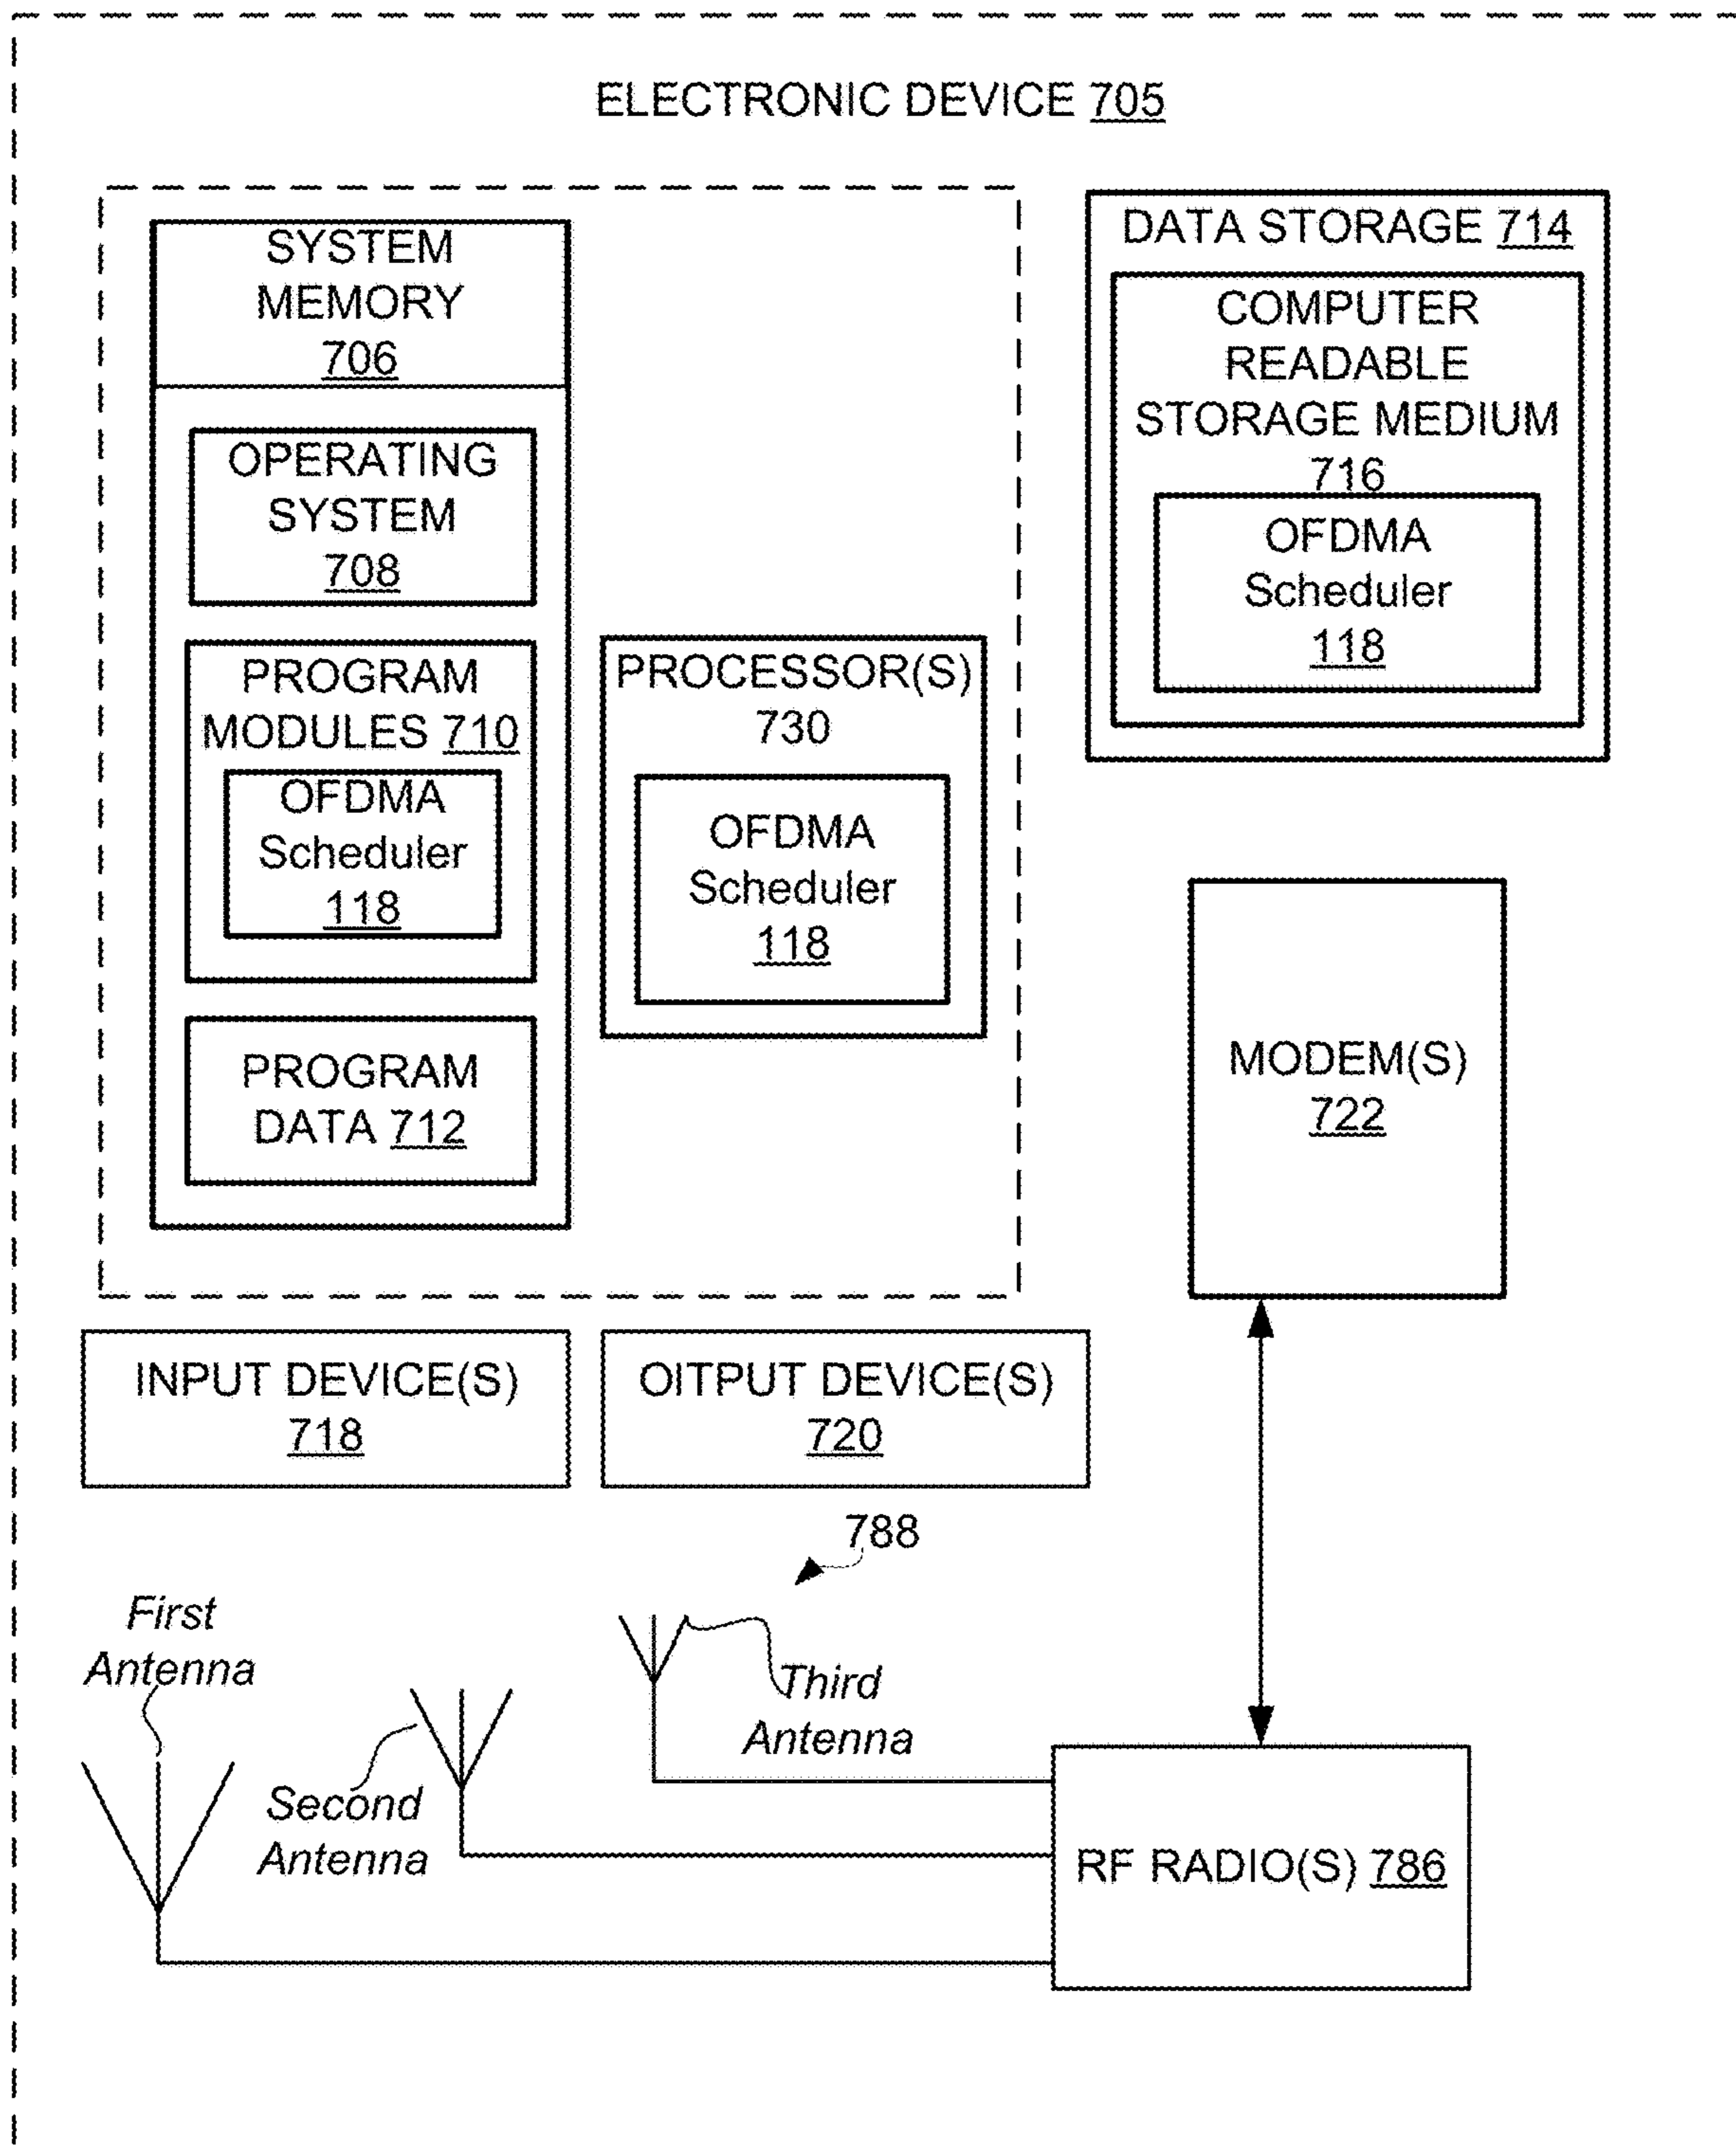 ELECTRONIC DEVICE 705
SYSTEM
MEMORY
706
OPERATING
SYSTEM
708
PROGRAM
MODULES 710
OFDMA
Scheduler
118
PROGRAM
DATA 712
PROCESSOR(S)
730
OFDMA
Scheduler
118
DATA STORAGE 714
COMPUTER
READABLE
STORAGE MEDIUM
716
OFDMA
Scheduler
118
MODEM(S)
722
INPUT DEVICE(S)
718
OITPUT DEVICE(S)
720
788
First
Antenna
Second
Antenna
Third
Antenna
RF RADIO(S) 786